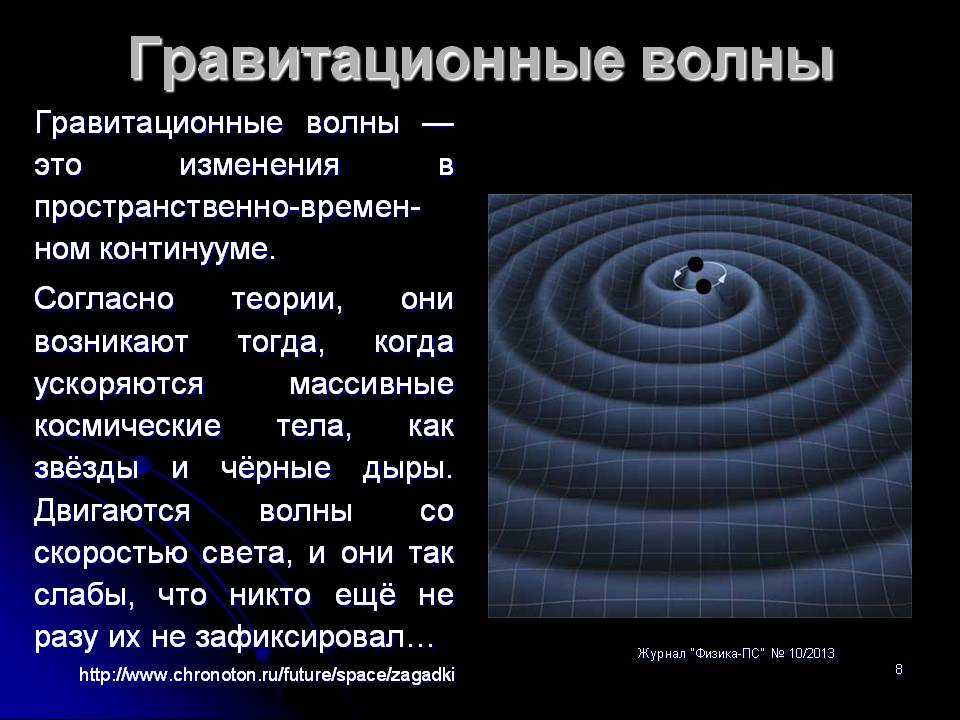 Гравитационные волны
Гравитационные волны —
это изменения в
пространственно-времен-
ном континууме.
Согласно теории, они
возникают тогда, когда
ускоряются массивные
космические тела, как
звёзды и чёрные дыры.
Двигаются волны со
скоростью света, и они так
слабы, что никто ещё не
разу их не зафиксировал…
http://www.chronoton.ru/future/space/zagadki
Журнал "Физика-ПС" № 10/2013
8